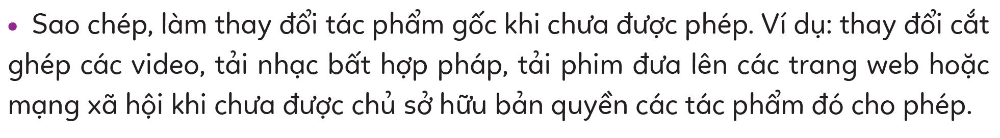 • Sao chép, làm thay đổi tác phẩm gốc khi chưa được phép. Ví dụ: thay đổi cắt
ghép các video, tải nhạc bất hợp pháp, tải phim đưa lên các trang web hoặc
mạng xã hội khi chưa được chủ sở hữu bản quyền các tác phẩm đó cho phép.